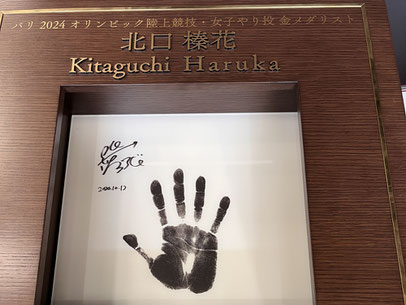 パリ 2024 オリンピック陸上競技・女子やり投 金メダリスト
北口 榛花
Kitaguchi Haruka